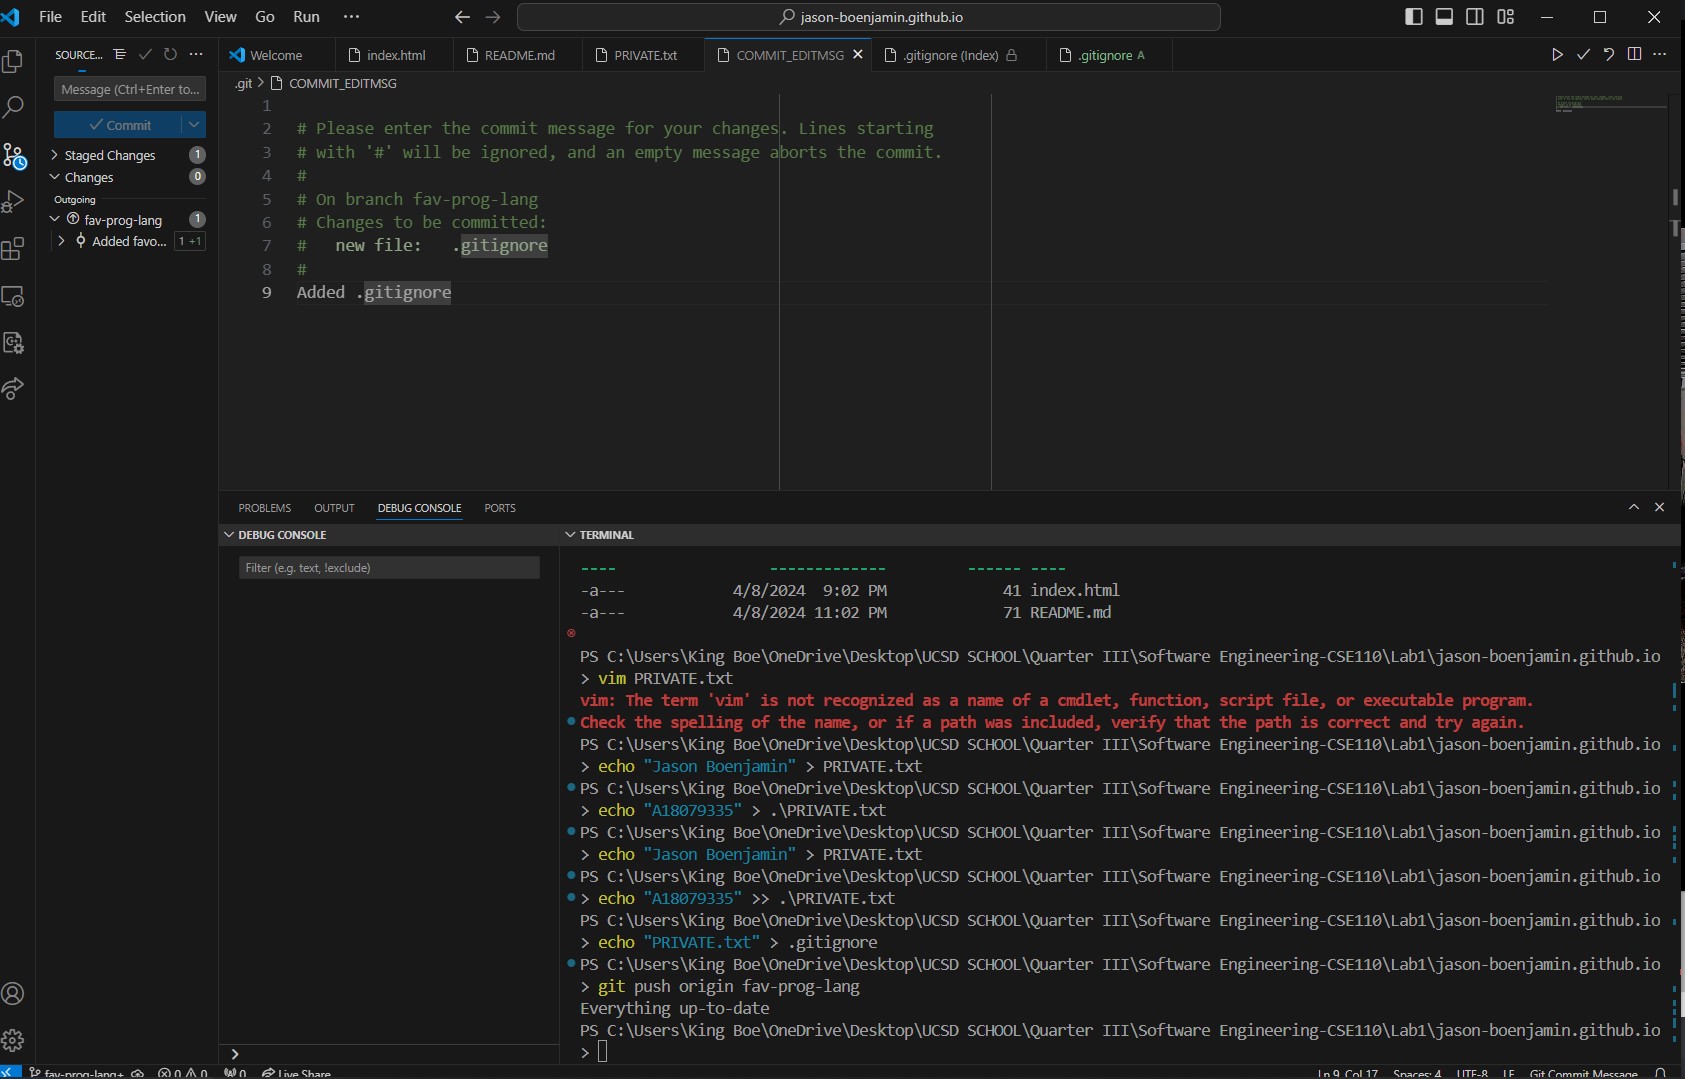 File Edit Selection View Go Run ··· jason-boenjamin.github.io
SOURCE... ··· Welcome index.html README.md PRIVATE.txt COMMIT_EDITMSG .gitignore (Index) .gitignore A ···
Message (Ctrl+Enter to... .git > COMMIT_EDITMSG
Commit
Staged Changes 1
Changes 0
Outgoing
fav-prog-lang 1
Added favo... 1 +1
1
2 # Please enter the commit message for your changes. Lines starting
3 # with '#' will be ignored, and an empty message aborts the commit.
4 #
5 # On branch fav-prog-lang
6 # Changes to be committed:
7 # new file: .gitignore
8 #
9 Added .gitignore
PROBLEMS OUTPUT DEBUG CONSOLE PORTS
DEBUG CONSOLE
Filter (e.g. text, !exclude)
TERMINAL
---- ------------- ------ ----
-a--- 4/8/2024 9:02 PM 41 index.html
-a--- 4/8/2024 11:02 PM 71 README.md
PS C:\Users\King Boe\OneDrive\Desktop\UCSD SCHOOL\Quarter III\Software Engineering-CSE110\Lab1\jason-boenjamin.github.io
> vim PRIVATE.txt
vim: The term 'vim' is not recognized as a name of a cmdlet, function, script file, or executable program.
Check the spelling of the name, or if a path was included, verify that the path is correct and try again.
PS C:\Users\King Boe\OneDrive\Desktop\UCSD SCHOOL\Quarter III\Software Engineering-CSE110\Lab1\jason-boenjamin.github.io
> echo "Jason Boenjamin" > PRIVATE.txt
PS C:\Users\King Boe\OneDrive\Desktop\UCSD SCHOOL\Quarter III\Software Engineering-CSE110\Lab1\jason-boenjamin.github.io
> echo "A18079335" > .\PRIVATE.txt
PS C:\Users\King Boe\OneDrive\Desktop\UCSD SCHOOL\Quarter III\Software Engineering-CSE110\Lab1\jason-boenjamin.github.io
> echo "Jason Boenjamin" > PRIVATE.txt
PS C:\Users\King Boe\OneDrive\Desktop\UCSD SCHOOL\Quarter III\Software Engineering-CSE110\Lab1\jason-boenjamin.github.io
> echo "A18079335" >> .\PRIVATE.txt
PS C:\Users\King Boe\OneDrive\Desktop\UCSD SCHOOL\Quarter III\Software Engineering-CSE110\Lab1\jason-boenjamin.github.io
> echo "PRIVATE.txt" > .gitignore
PS C:\Users\King Boe\OneDrive\Desktop\UCSD SCHOOL\Quarter III\Software Engineering-CSE110\Lab1\jason-boenjamin.github.io
> git push origin fav-prog-lang
Everything up-to-date
PS C:\Users\King Boe\OneDrive\Desktop\UCSD SCHOOL\Quarter III\Software Engineering-CSE110\Lab1\jason-boenjamin.github.io
>
>
fav-prog-lang+ 0 0 0 Live Share Ln 9, Col 17 Spaces: 4 UTF-8 LF Git Commit Message